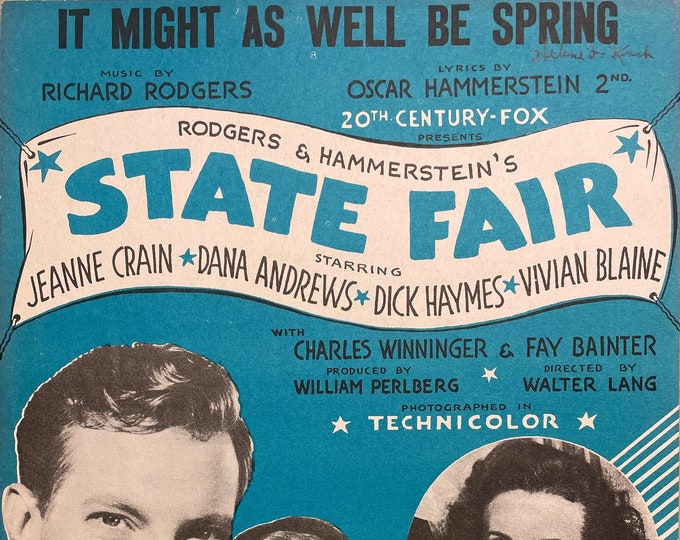 IT MIGHT AS WELL BE SPRING
MUSIC BY
RICHARD RODGERS
LYRICS BY
OSCAR HAMMERSTEIN 2ND.
20TH CENTURY-FOX
PRESENTS
RODGERS & HAMMERSTEIN'S
STATE FAIR
STARRING
JEANNE CRAIN ★ DANA ANDREWS ★ DICK HAYMES ★ VIVIAN BLAINE
WITH
CHARLES WINNINGER & FAY BAINTER
PRODUCED BY
WILLIAM PERLBERG
DIRECTED BY
WALTER LANG
PHOTOGRAPHED IN
★ TECHNICOLOR ★